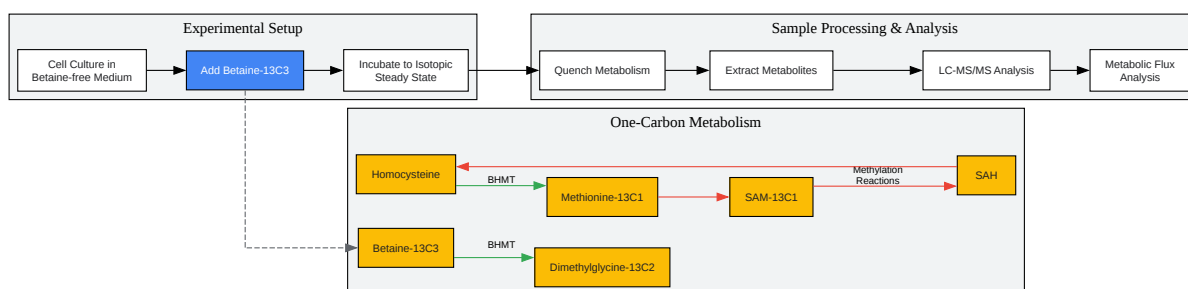 Experimental Setup
Cell Culture in
Betaine-free Medium
Add Betaine-13C3
Incubate to Isotopic
Steady State
Sample Processing & Analysis
Quench Metabolism
Extract Metabolites
LC-MS/MS Analysis
Metabolic Flux
Analysis
One-Carbon Metabolism
Homocysteine
BHMT
Methionine-13C1
SAM-13C1
Methylation
Reactions
SAH
Betaine-13C3
BHMT
Dimethylglycine-13C2